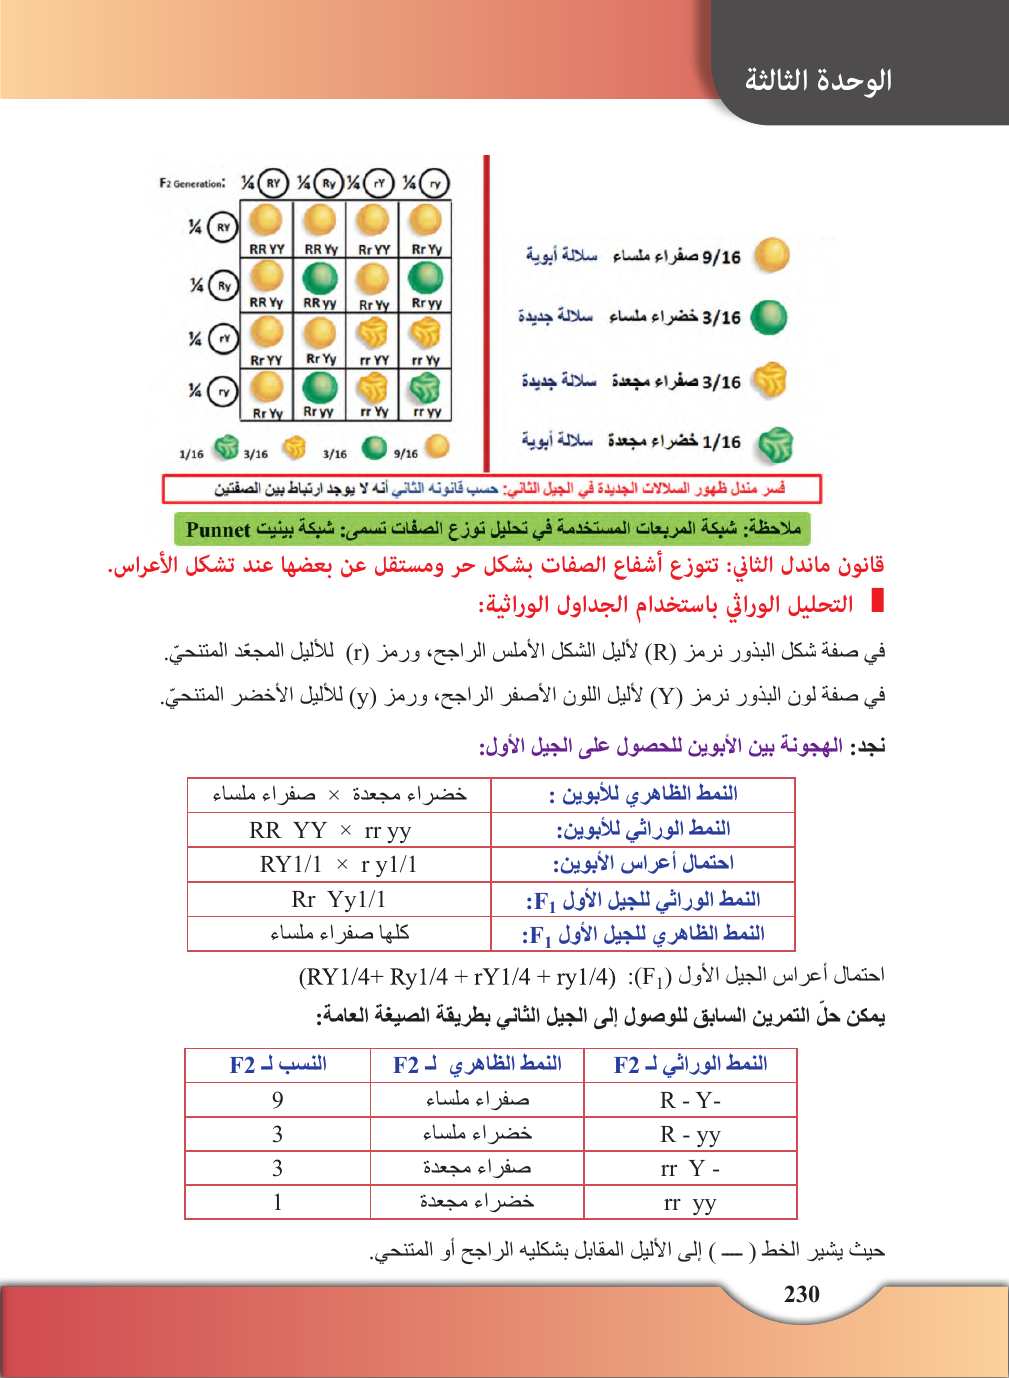 الوحدة الثالثة
F2 Generation: ¼ RY ¼ Ry ¼ rY ¼ ry
¼ RY
RR YY RR Yy Rr YY Rr Yy
¼ Ry
RR Yy RR yy Rr Yy Rr yy
¼ rY
Rr YY Rr Yy rr YY rr Yy
¼ ry
Rr Yy Rr yy rr Yy rr yy
1/16 3/16 3/16 9/16
9/16 صفراء ملساء سلالة أبوية
3/16 خضراء ملساء سلالة جديدة
3/16 صفراء مجعدة سلالة جديدة
1/16 خضراء مجعدة سلالة أبوية
فسر مندل ظهور السلالات الجديدة في الجيل الثاني: حسب قانونه الثاني أنه لا يوجد ارتباط بين الصفتين
ملاحظة: شبكة المربعات المستخدمة في تحليل توزع الصفات تسمى: شبكة بينيت Punnet
قانون ماندل الثاني: تتوزع أشفاع الصفات بشكل حر ومستقل عن بعضها عند تشكل الأعراس.
التحليل الوراثي باستخدام الجداول الوراثية:
في صفة شكل البذور نرمز (R) لأليل الشكل الأملس الراجح، ورمز (r) للأليل المجعّد المتنحيّ.
في صفة لون البذور نرمز (Y) لأليل اللون الأصفر الراجح، ورمز (y) للأليل الأخضر المتنحيّ.
نجد: الهجونة بين الأبوين للحصول على الجيل الأول:
النمط الظاهري للأبوين : خضراء مجعدة × صفراء ملساء
النمط الوراثي للأبوين: RR YY × rr yy
احتمال أعراس الأبوين: RY1/1 × r y1/1
النمط الوراثي للجيل الأول F1: Rr Yy1/1
النمط الظاهري للجيل الأول F1: كلها صفراء ملساء
احتمال أعراس الجيل الأول (F1): (RY1/4+ Ry1/4 + rY1/4 + ry1/4)
يمكن حلّ التمرين السابق للوصول إلى الجيل الثاني بطريقة الصيغة العامة:
النمط الوراثي لـ F2 النمط الظاهري لـ F2 النسب لـ F2
R - Y- صفراء ملساء 9
R - yy خضراء ملساء 3
rr Y - صفراء مجعدة 3
rr yy خضراء مجعدة 1
حيث يشير الخط ( — ) إلى الأليل المقابل بشكليه الراجح أو المتنحي.
230